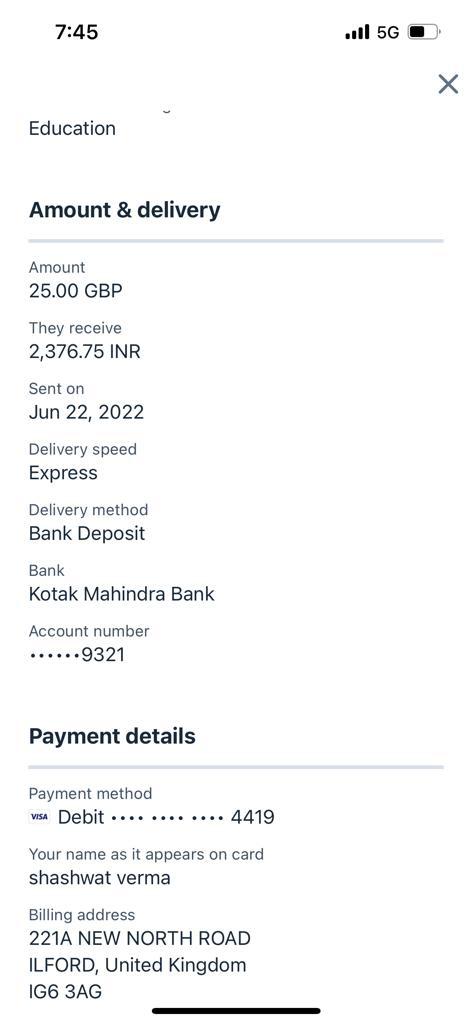 7:45
5G
Education
Amount & delivery
Amount
25.00 GBP
They receive
2,376.75 INR
Sent on
Jun 22, 2022
Delivery speed
Express
Delivery method
Bank Deposit
Bank
Kotak Mahindra Bank
Account number
••••••9321
Payment details
Payment method
VISA Debit •••• •••• •••• 4419
Your name as it appears on card
shashwat verma
Billing address
221A NEW NORTH ROAD
ILFORD, United Kingdom
IG6 3AG